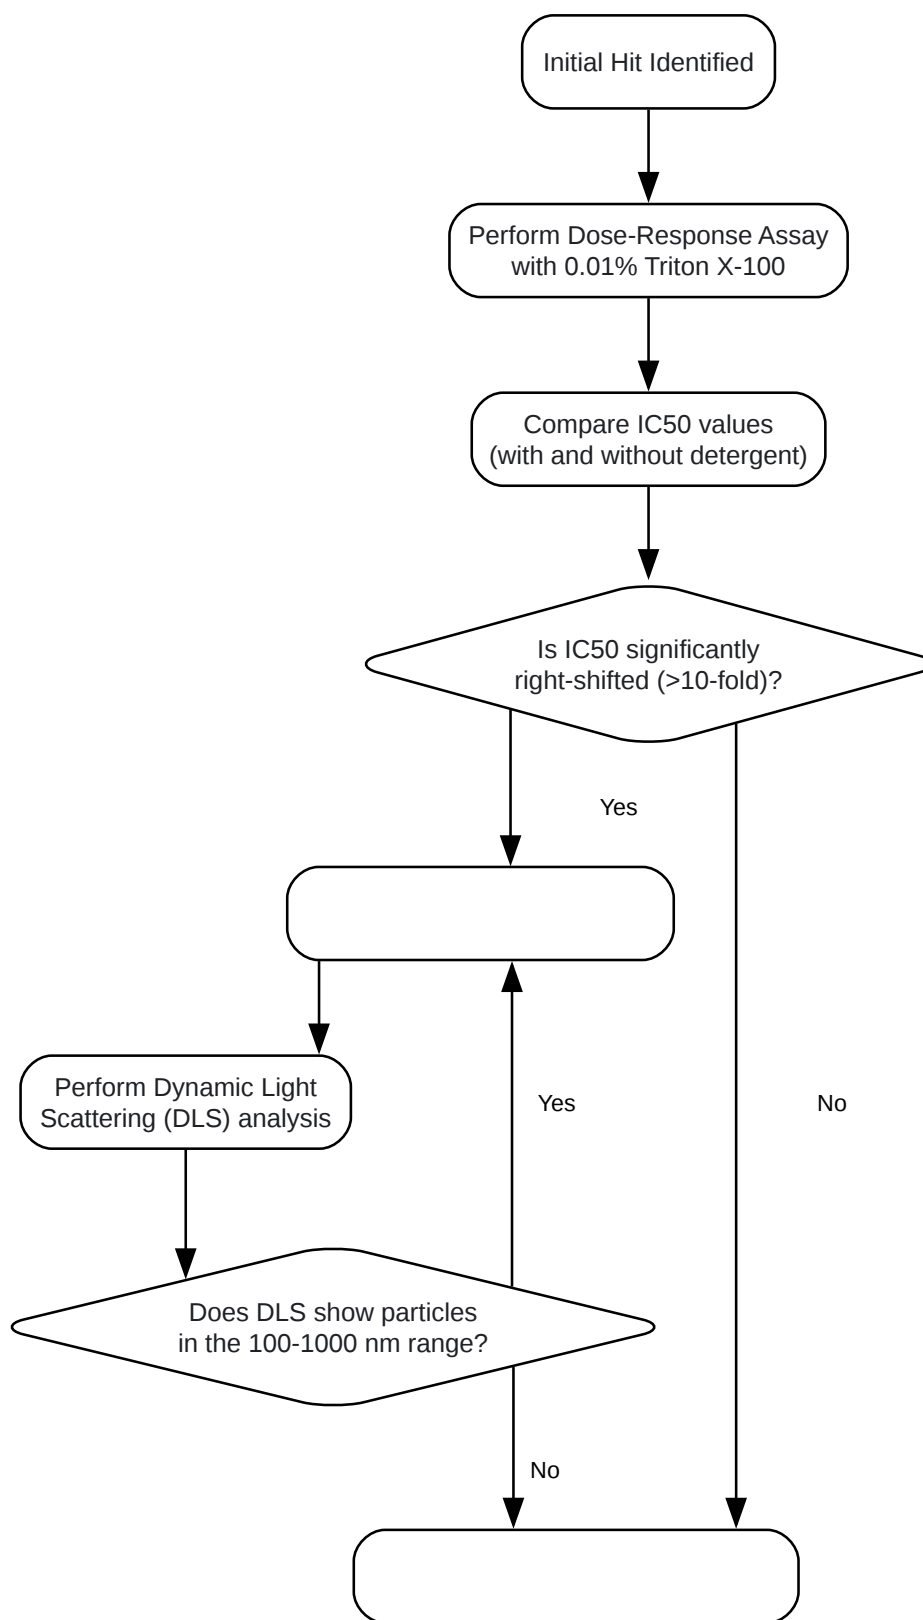 Initial Hit Identified
Perform Dose-Response Assay
with 0.01% Triton X-100
Compare IC50 values
(with and without detergent)
Is IC50 significantly
right-shifted (>10-fold)?
Yes
Perform Dynamic Light
Scattering (DLS) analysis
Yes
No
Does DLS show particles
in the 100-1000 nm range?
No